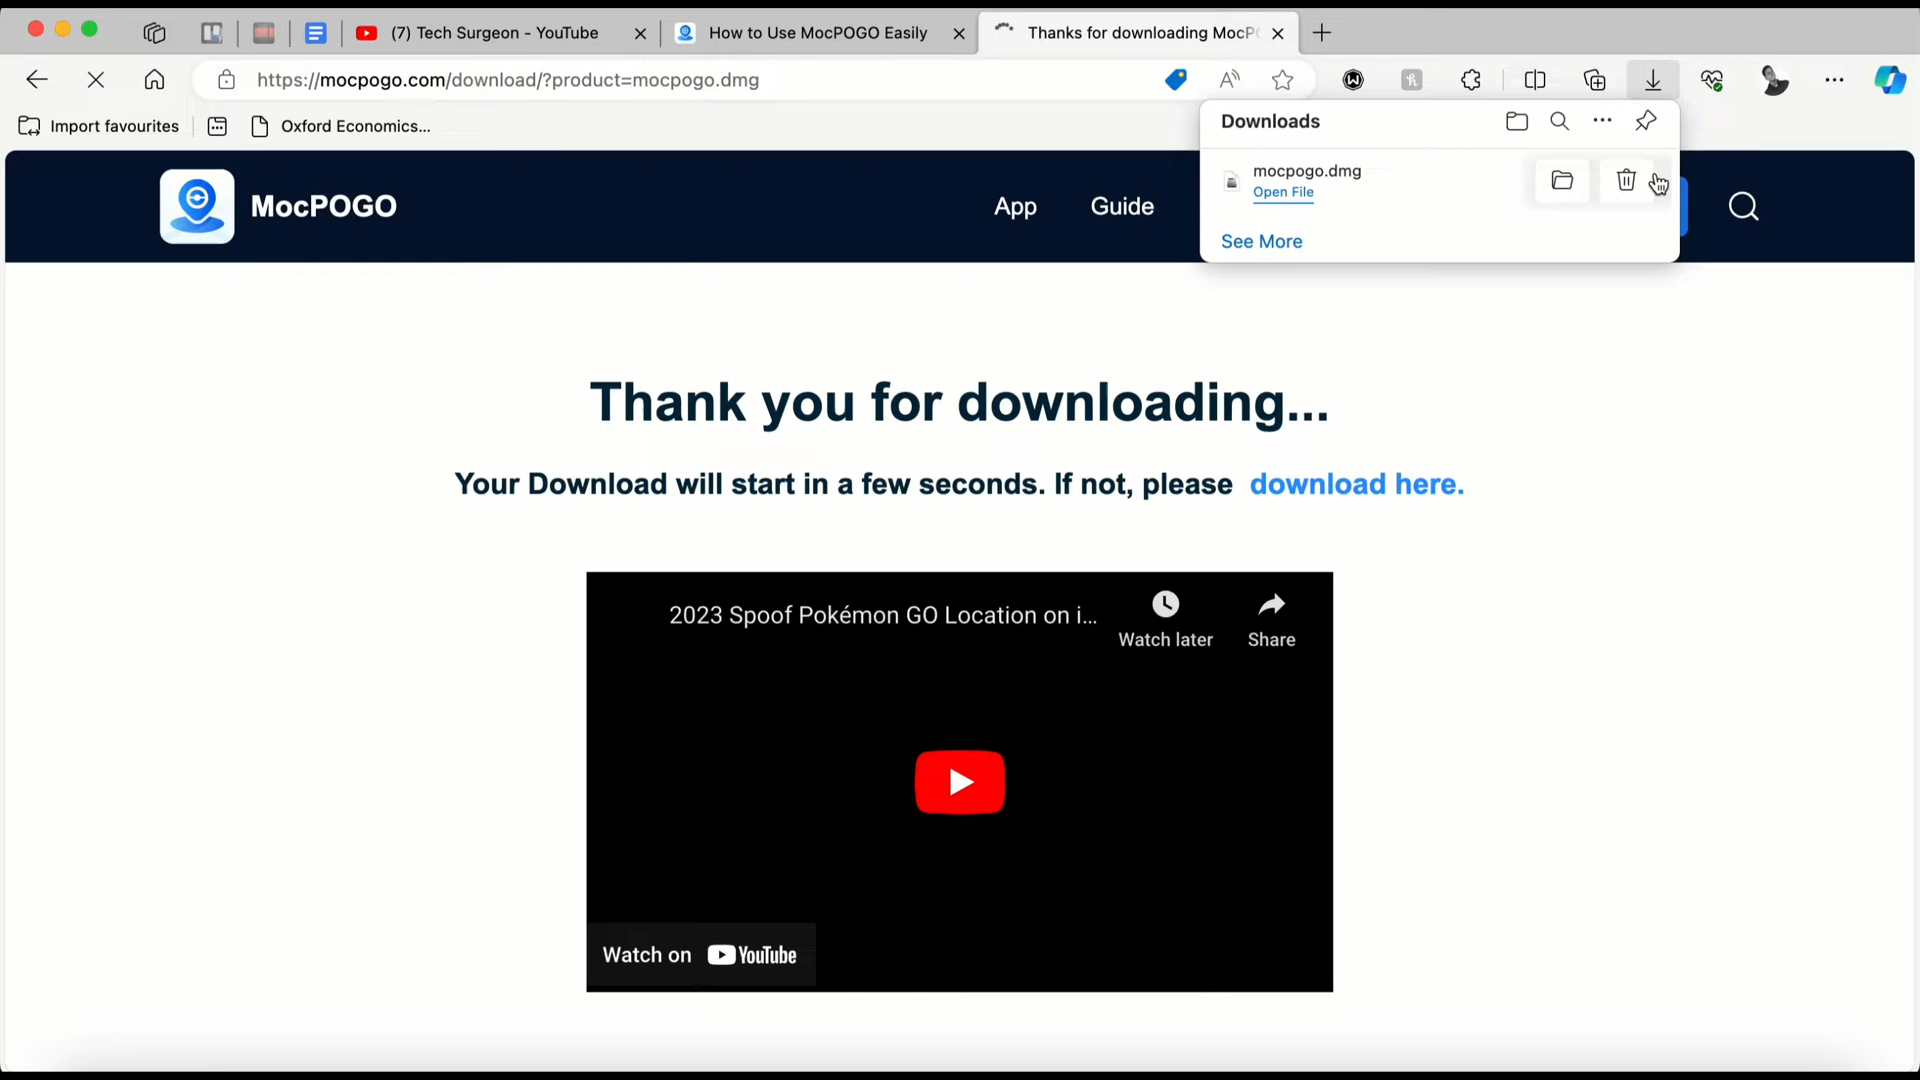 (7) Tech Surgeon - YouTube
How to Use MocPOGO Easily
Thanks for downloading MocP
https://mocpogo.com/download/?product=mocpogo.dmg
Import favourites
Oxford Economics...
Downloads
mocpogo.dmg
Open File
See More
MocPOGO
App
Guide
Thank you for downloading...
Your Download will start in a few seconds. If not, please download here.
2023 Spoof Pokémon GO Location on i...
Watch later
Share
Watch on YouTube